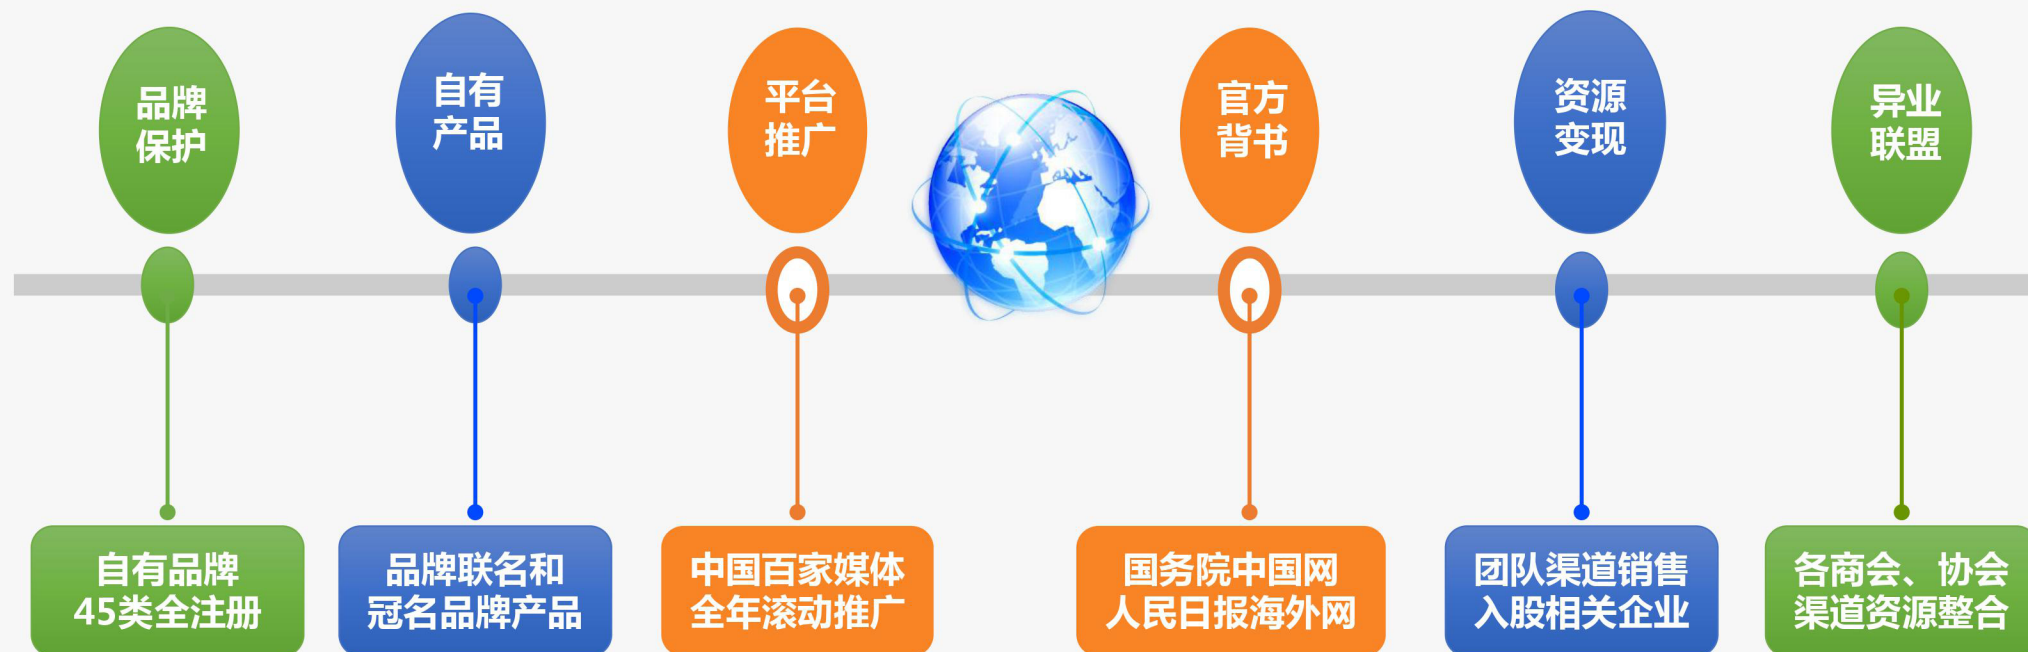 品牌
保护
自有
产品
平台
推广
官方
背书
资源
变现
异业
联盟
自有品牌
45类全注册
品牌联名和
冠名品牌产品
中国百家媒体
全年滚动推广
国务院中国网
人民日报海外网
团队渠道销售
入股相关企业
各商会、协会
渠道资源整合